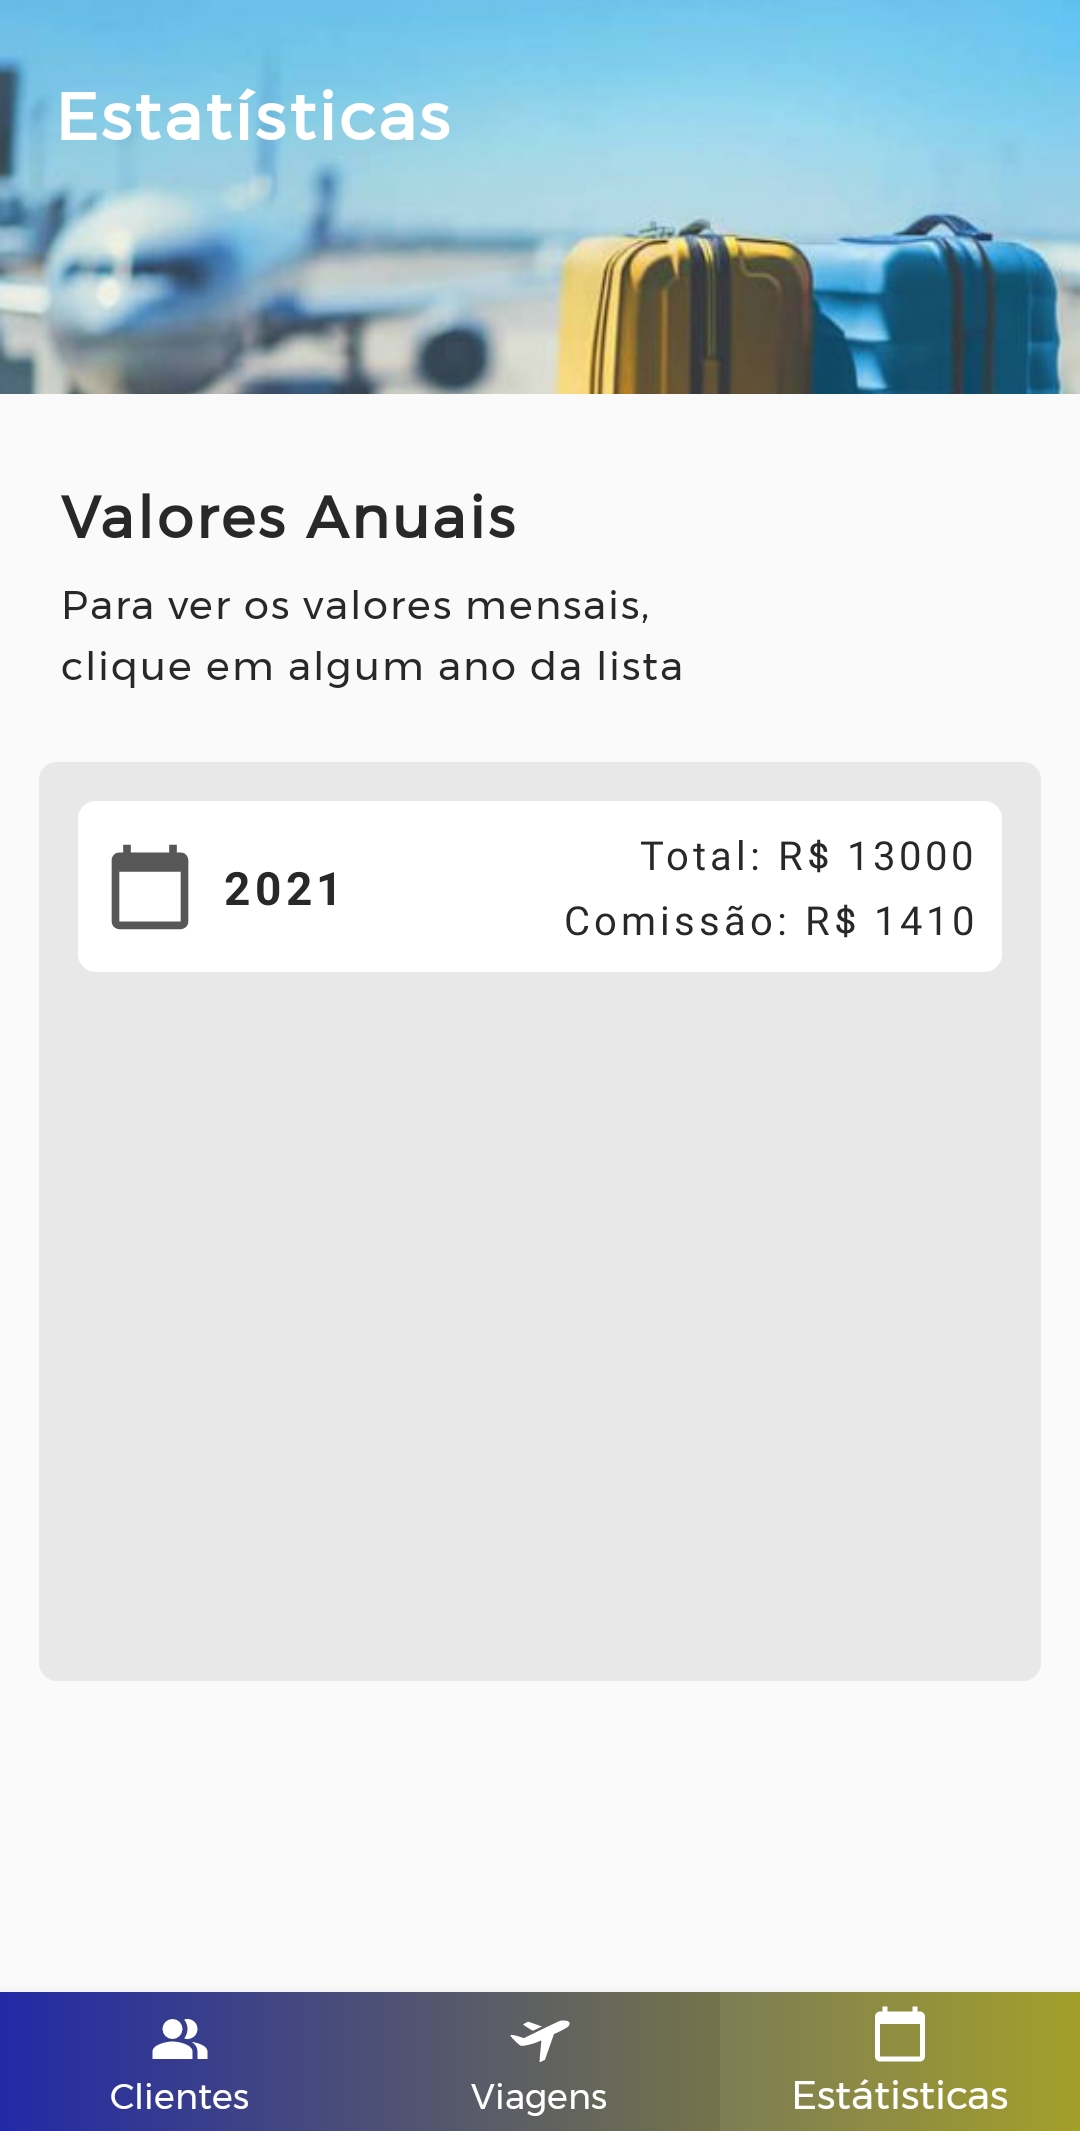 Estatísticas
Valores Anuais
Para ver os valores mensais,
clique em algum ano da lista
2021
Total: R$ 13000
Comissão: R$ 1410
Clientes
Viagens
Estátisticas